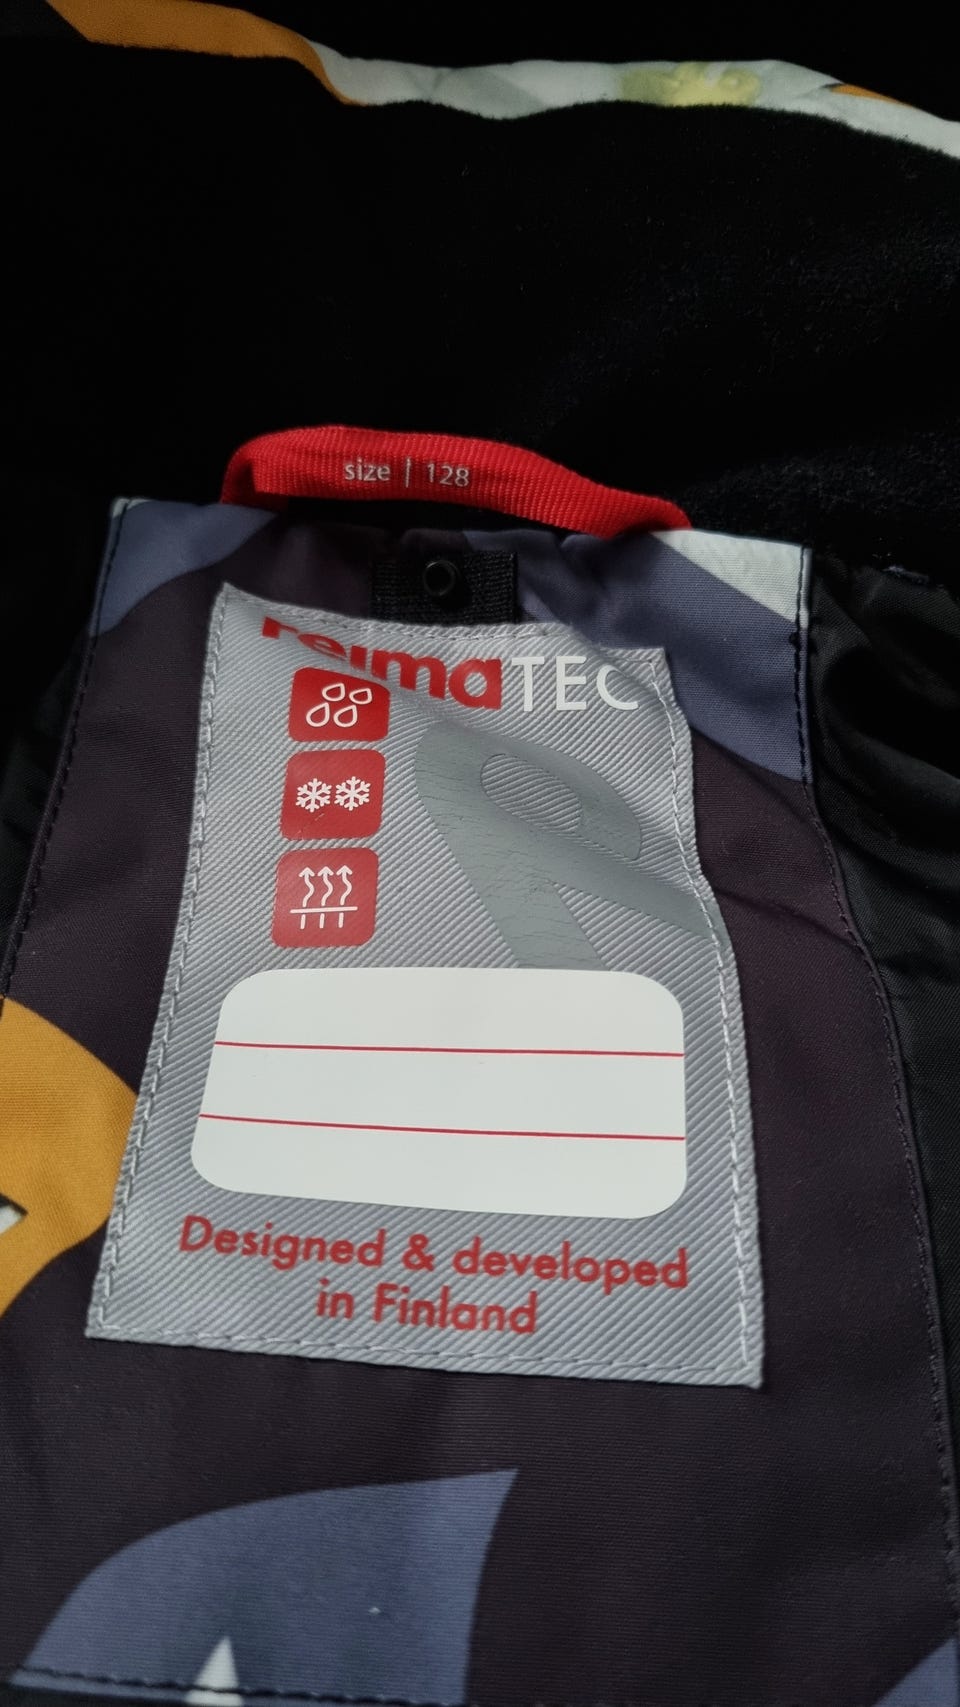 size | 128
reimaTEC
Designed & developed
in Finland